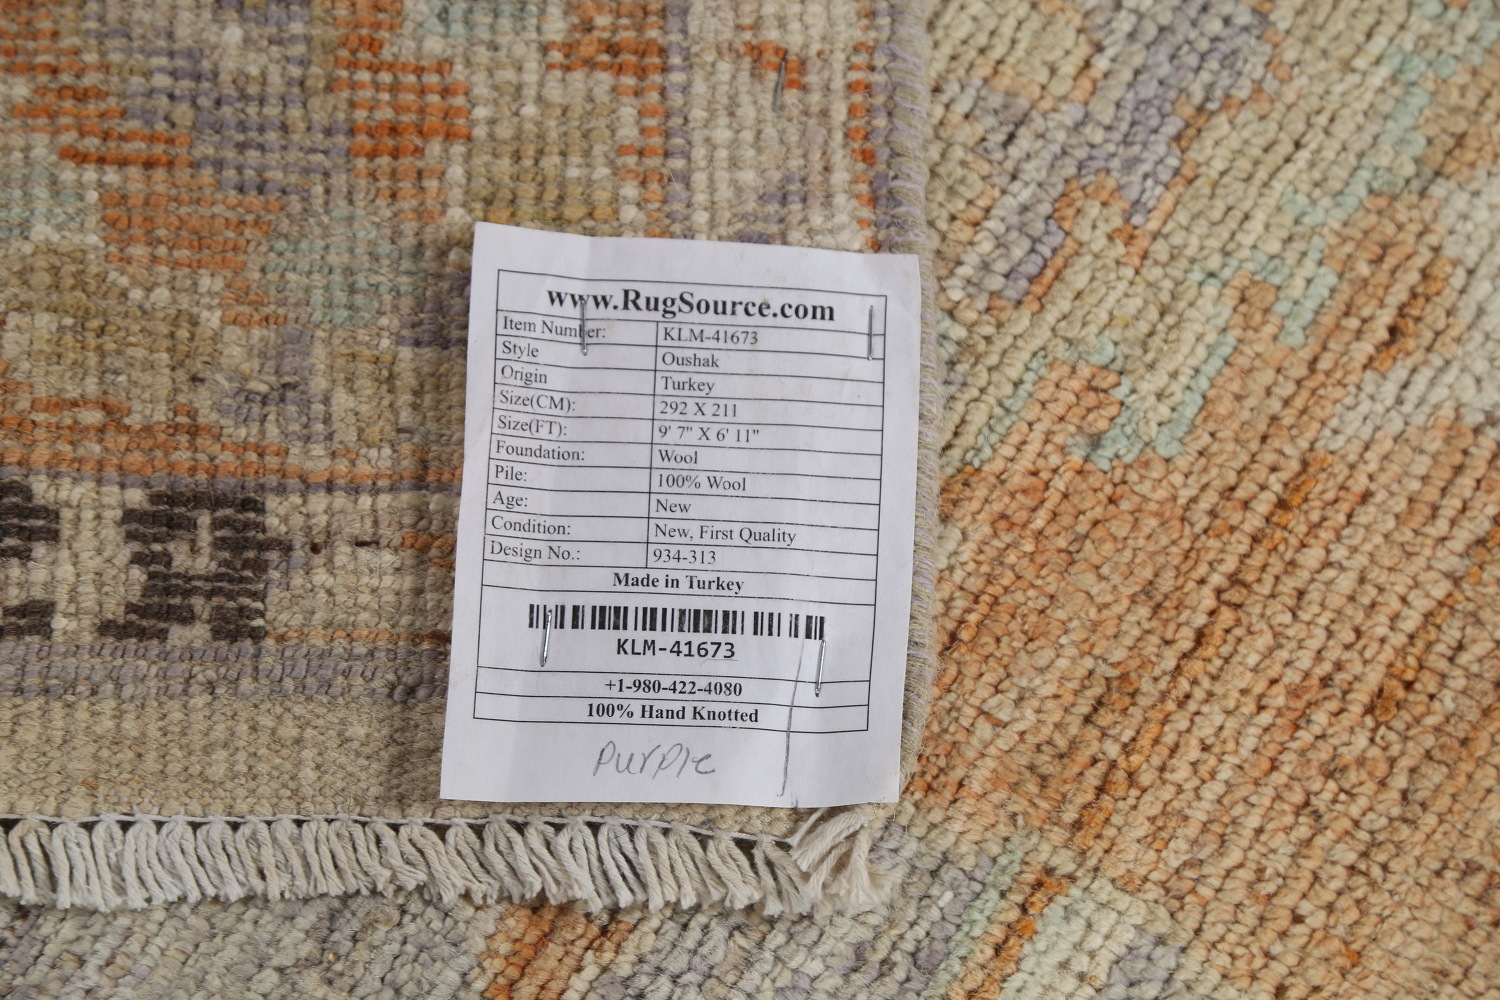 www.RugSource.com
Item Number: KLM-41673
Style Oushak
Origin Turkey
Size(CM): 292 X 211
Size(FT): 9' 7" X 6' 11"
Foundation: Wool
Pile: 100% Wool
Age: New
Condition: New, First Quality
Design No.: 934-313
Made in Turkey
KLM-41673
+1-980-422-4080
100% Hand Knotted
purple